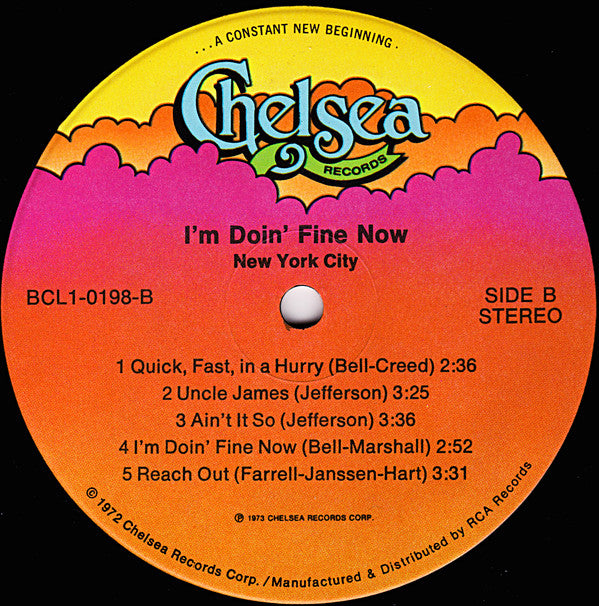 ...A CONSTANT NEW BEGINNING.
Chelsea
RECORDS
I'm Doin' Fine Now
New York City
BCL1-0198-B
SIDE B
STEREO
1 Quick, Fast, in a Hurry (Bell-Creed) 2:36
2 Uncle James (Jefferson) 3:25
3 Ain't It So (Jefferson) 3:36
4 I'm Doin' Fine Now (Bell-Marshall) 2:52
5 Reach Out (Farrell-Janssen-Hart) 3:31
℗ 1973 CHELSEA RECORDS CORP.
© 1972 Chelsea Records Corp. / Manufactured & Distributed by RCA Records